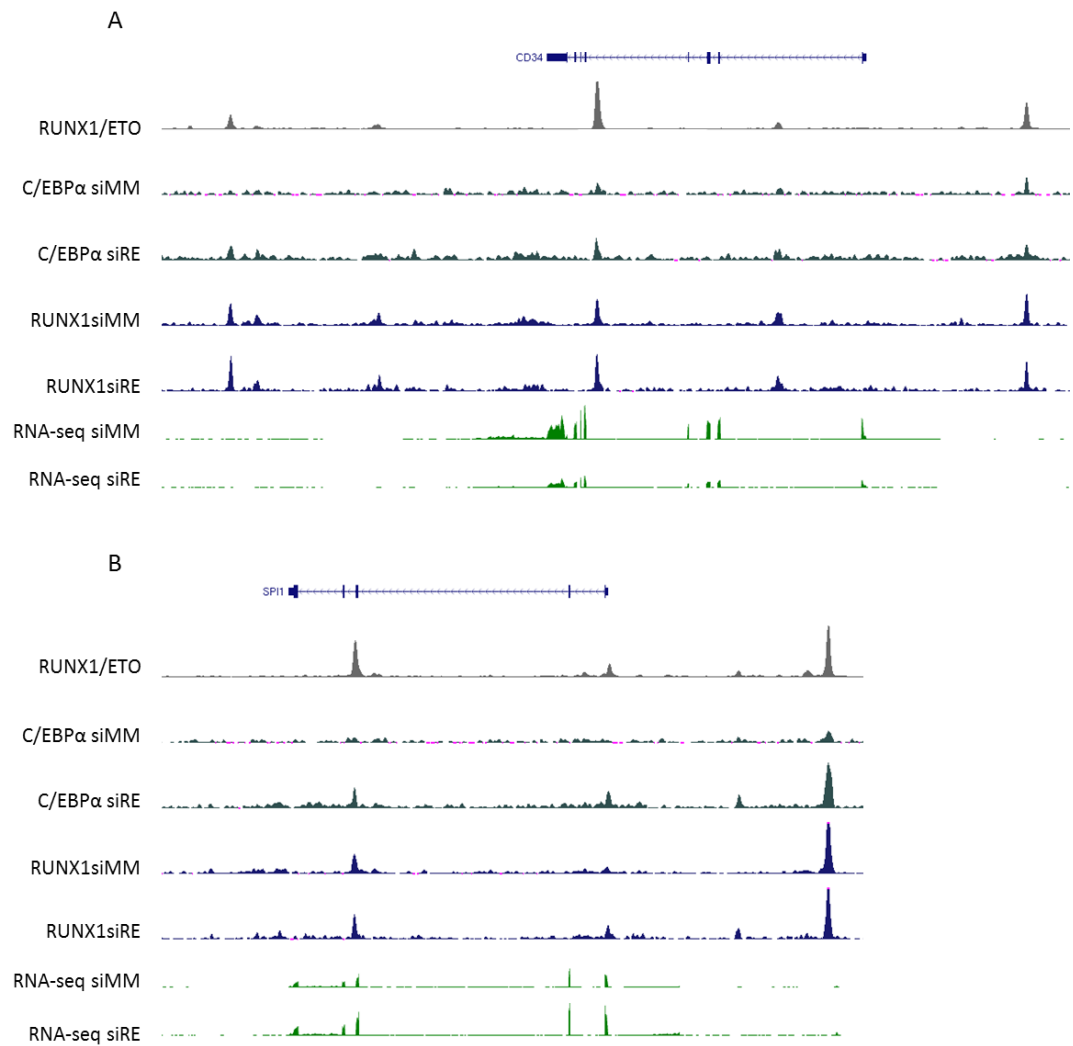 A
CD34
RUNX1/ETO
C/EBPα siMM
C/EBPα siRE
RUNX1siMM
RUNX1siRE
RNA-seq siMM
RNA-seq siRE
B
SPI1
RUNX1/ETO
C/EBPα siMM
C/EBPα siRE
RUNX1siMM
RUNX1siRE
RNA-seq siMM
RNA-seq siRE